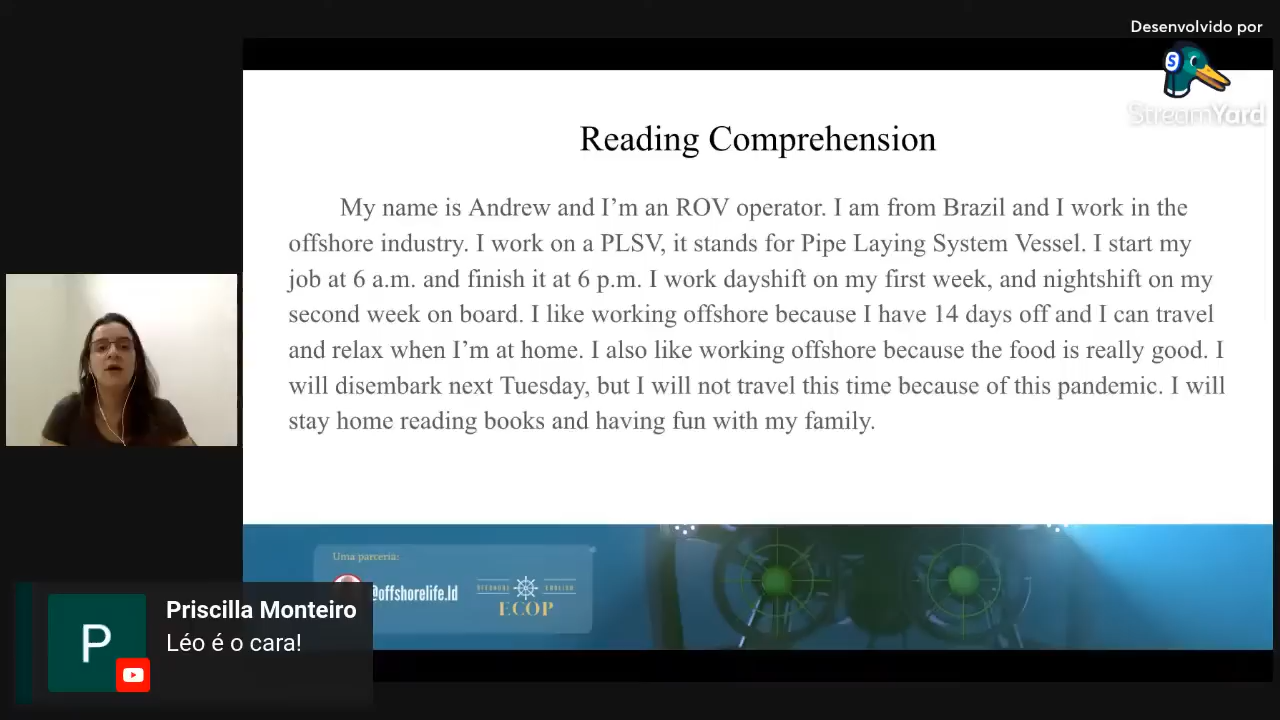 Desenvolvido por
StreamYard
Reading Comprehension
My name is Andrew and I’m an ROV operator. I am from Brazil and I work in the
offshore industry. I work on a PLSV, it stands for Pipe Laying System Vessel. I start my
job at 6 a.m. and finish it at 6 p.m. I work dayshift on my first week, and nightshift on my
second week on board. I like working offshore because I have 14 days off and I can travel
and relax when I’m at home. I also like working offshore because the food is really good. I
will disembark next Tuesday, but I will not travel this time because of this pandemic. I will
stay home reading books and having fun with my family.
Uma parceria:
@offshorelife.ld
OFFSHORE ENGLISH
ECOP
P
Priscilla Monteiro
Léo é o cara!